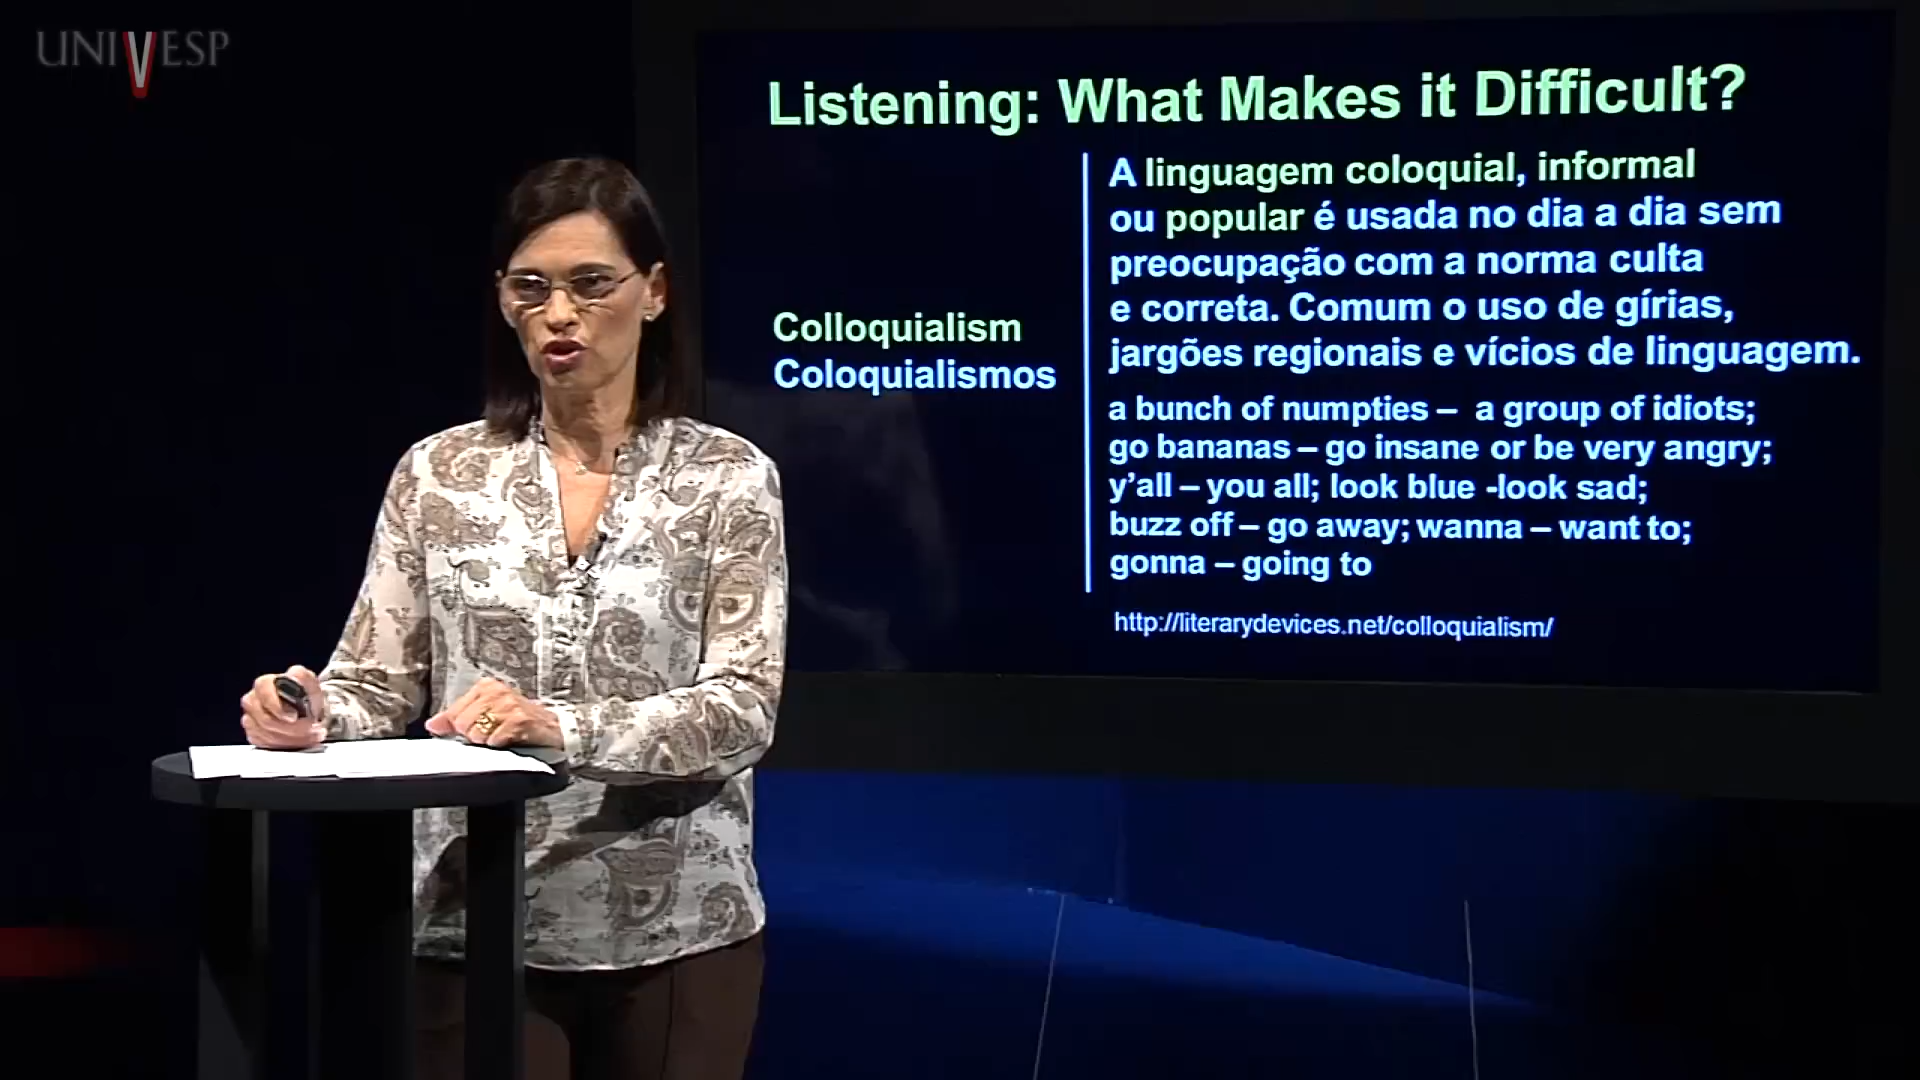 UNIVESP
Listening: What Makes it Difficult?
Colloquialism
Coloquialismos
A linguagem coloquial, informal
ou popular é usada no dia a dia sem
preocupação com a norma culta
e correta. Comum o uso de gírias,
jargões regionais e vícios de linguagem.
a bunch of numpties – a group of idiots;
go bananas – go insane or be very angry;
y’all – you all; look blue -look sad;
buzz off – go away; wanna – want to;
gonna – going to
http://literarydevices.net/colloquialism/